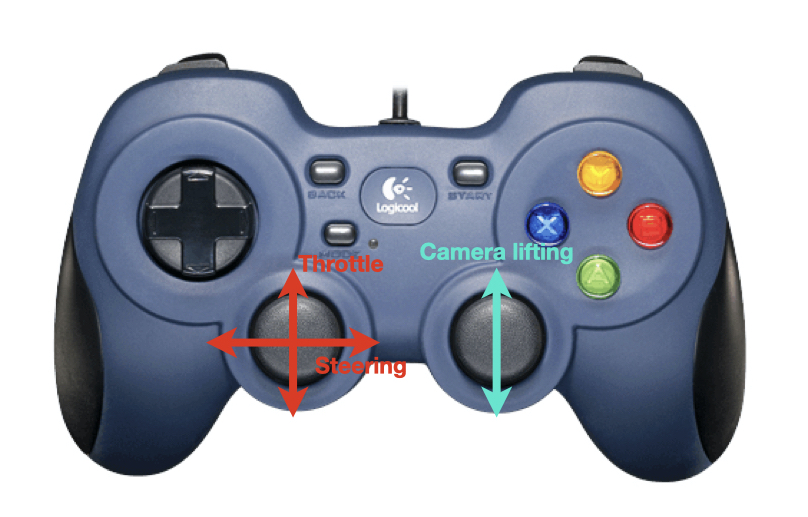 BACK
START
Logicool
Y
X
B
MODE
Camera lifting
Throttle
A
Steering